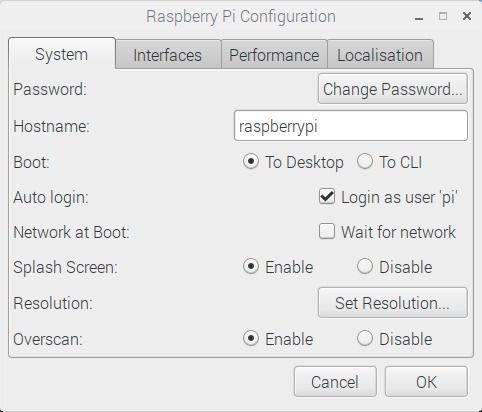 Raspberry Pi Configuration
System Interfaces Performance Localisation
Password: Change Password...
Hostname: raspberrypi
Boot: To Desktop To CLI
Auto login: Login as user 'pi'
Network at Boot: Wait for network
Splash Screen: Enable Disable
Resolution: Set Resolution...
Overscan: Enable Disable
Cancel OK